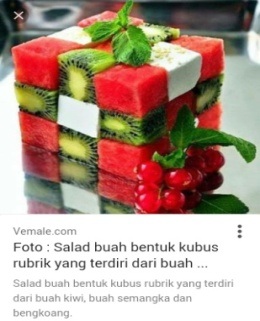 Vemale.com
Foto : Salad buah bentuk kubus
rubrik yang terdiri dari buah ...
Salad buah bentuk kubus rubrik yang terdiri
dari buah kiwi, buah semangka dan
bengkoang.